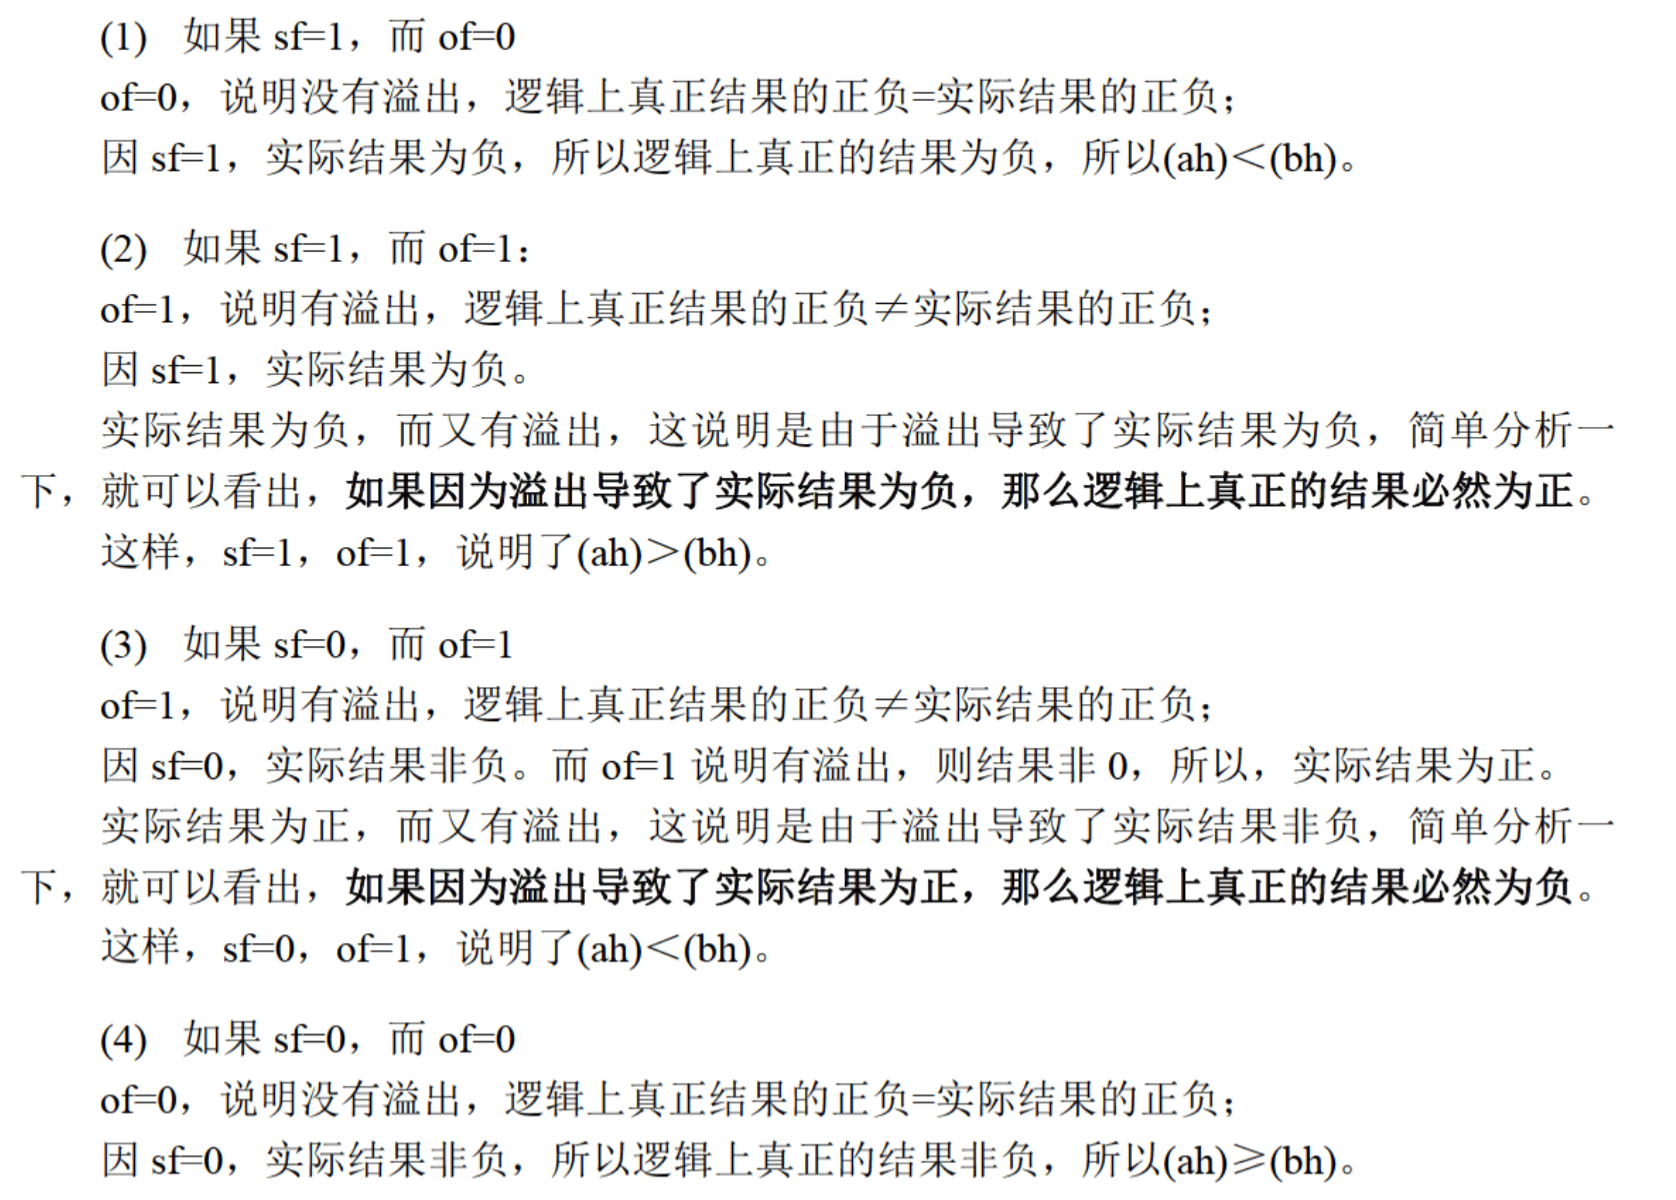 (1) 如果 sf=1，而 of=0
of=0，说明没有溢出，逻辑上真正结果的正负=实际结果的正负；
因 sf=1，实际结果为负，所以逻辑上真正的结果为负，所以(ah)＜(bh)。
(2) 如果 sf=1，而 of=1：
of=1，说明有溢出，逻辑上真正结果的正负≠实际结果的正负；
因 sf=1，实际结果为负。
实际结果为负，而又有溢出，这说明是由于溢出导致了实际结果为负，简单分析一
下，就可以看出，如果因为溢出导致了实际结果为负，那么逻辑上真正的结果必然为正。
这样，sf=1，of=1，说明了(ah)＞(bh)。
(3) 如果 sf=0，而 of=1
of=1，说明有溢出，逻辑上真正结果的正负≠实际结果的正负；
因 sf=0，实际结果非负。而 of=1 说明有溢出，则结果非 0，所以，实际结果为正。
实际结果为正，而又有溢出，这说明是由于溢出导致了实际结果非负，简单分析一
下，就可以看出，如果因为溢出导致了实际结果为正，那么逻辑上真正的结果必然为负。
这样，sf=0，of=1，说明了(ah)＜(bh)。
(4) 如果 sf=0，而 of=0
of=0，说明没有溢出，逻辑上真正结果的正负=实际结果的正负；
因 sf=0，实际结果非负，所以逻辑上真正的结果非负，所以(ah)≥(bh)。